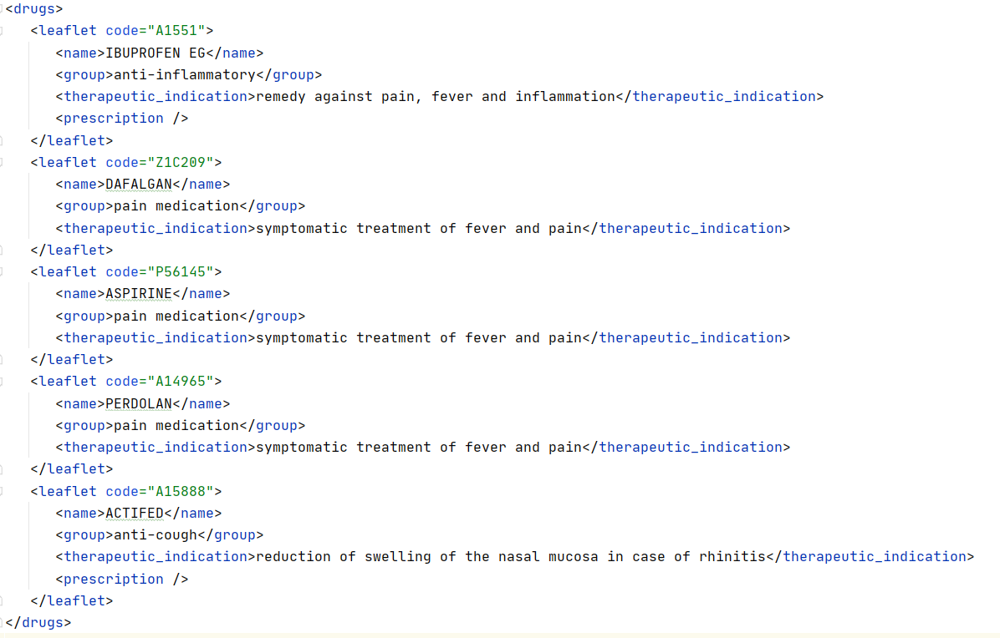 <drugs>
   <leaflet code="A1551">
      <name>IBUPROFEN EG</name>
      <group>anti-inflammatory</group>
      <therapeutic_indication>remedy against pain, fever and inflammation</therapeutic_indication>
      <prescription />
   </leaflet>
   <leaflet code="Z1C209">
      <name>DAFALGAN</name>
      <group>pain medication</group>
      <therapeutic_indication>symptomatic treatment of fever and pain</therapeutic_indication>
   </leaflet>
   <leaflet code="P56145">
      <name>ASPIRINE</name>
      <group>pain medication</group>
      <therapeutic_indication>symptomatic treatment of fever and pain</therapeutic_indication>
   </leaflet>
   <leaflet code="A14965">
      <name>PERDOLAN</name>
      <group>pain medication</group>
      <therapeutic_indication>symptomatic treatment of fever and pain</therapeutic_indication>
   </leaflet>
   <leaflet code="A15888">
      <name>ACTIFED</name>
      <group>anti-cough</group>
      <therapeutic_indication>reduction of swelling of the nasal mucosa in case of rhinitis</therapeutic_indication>
      <prescription />
   </leaflet>
</drugs>